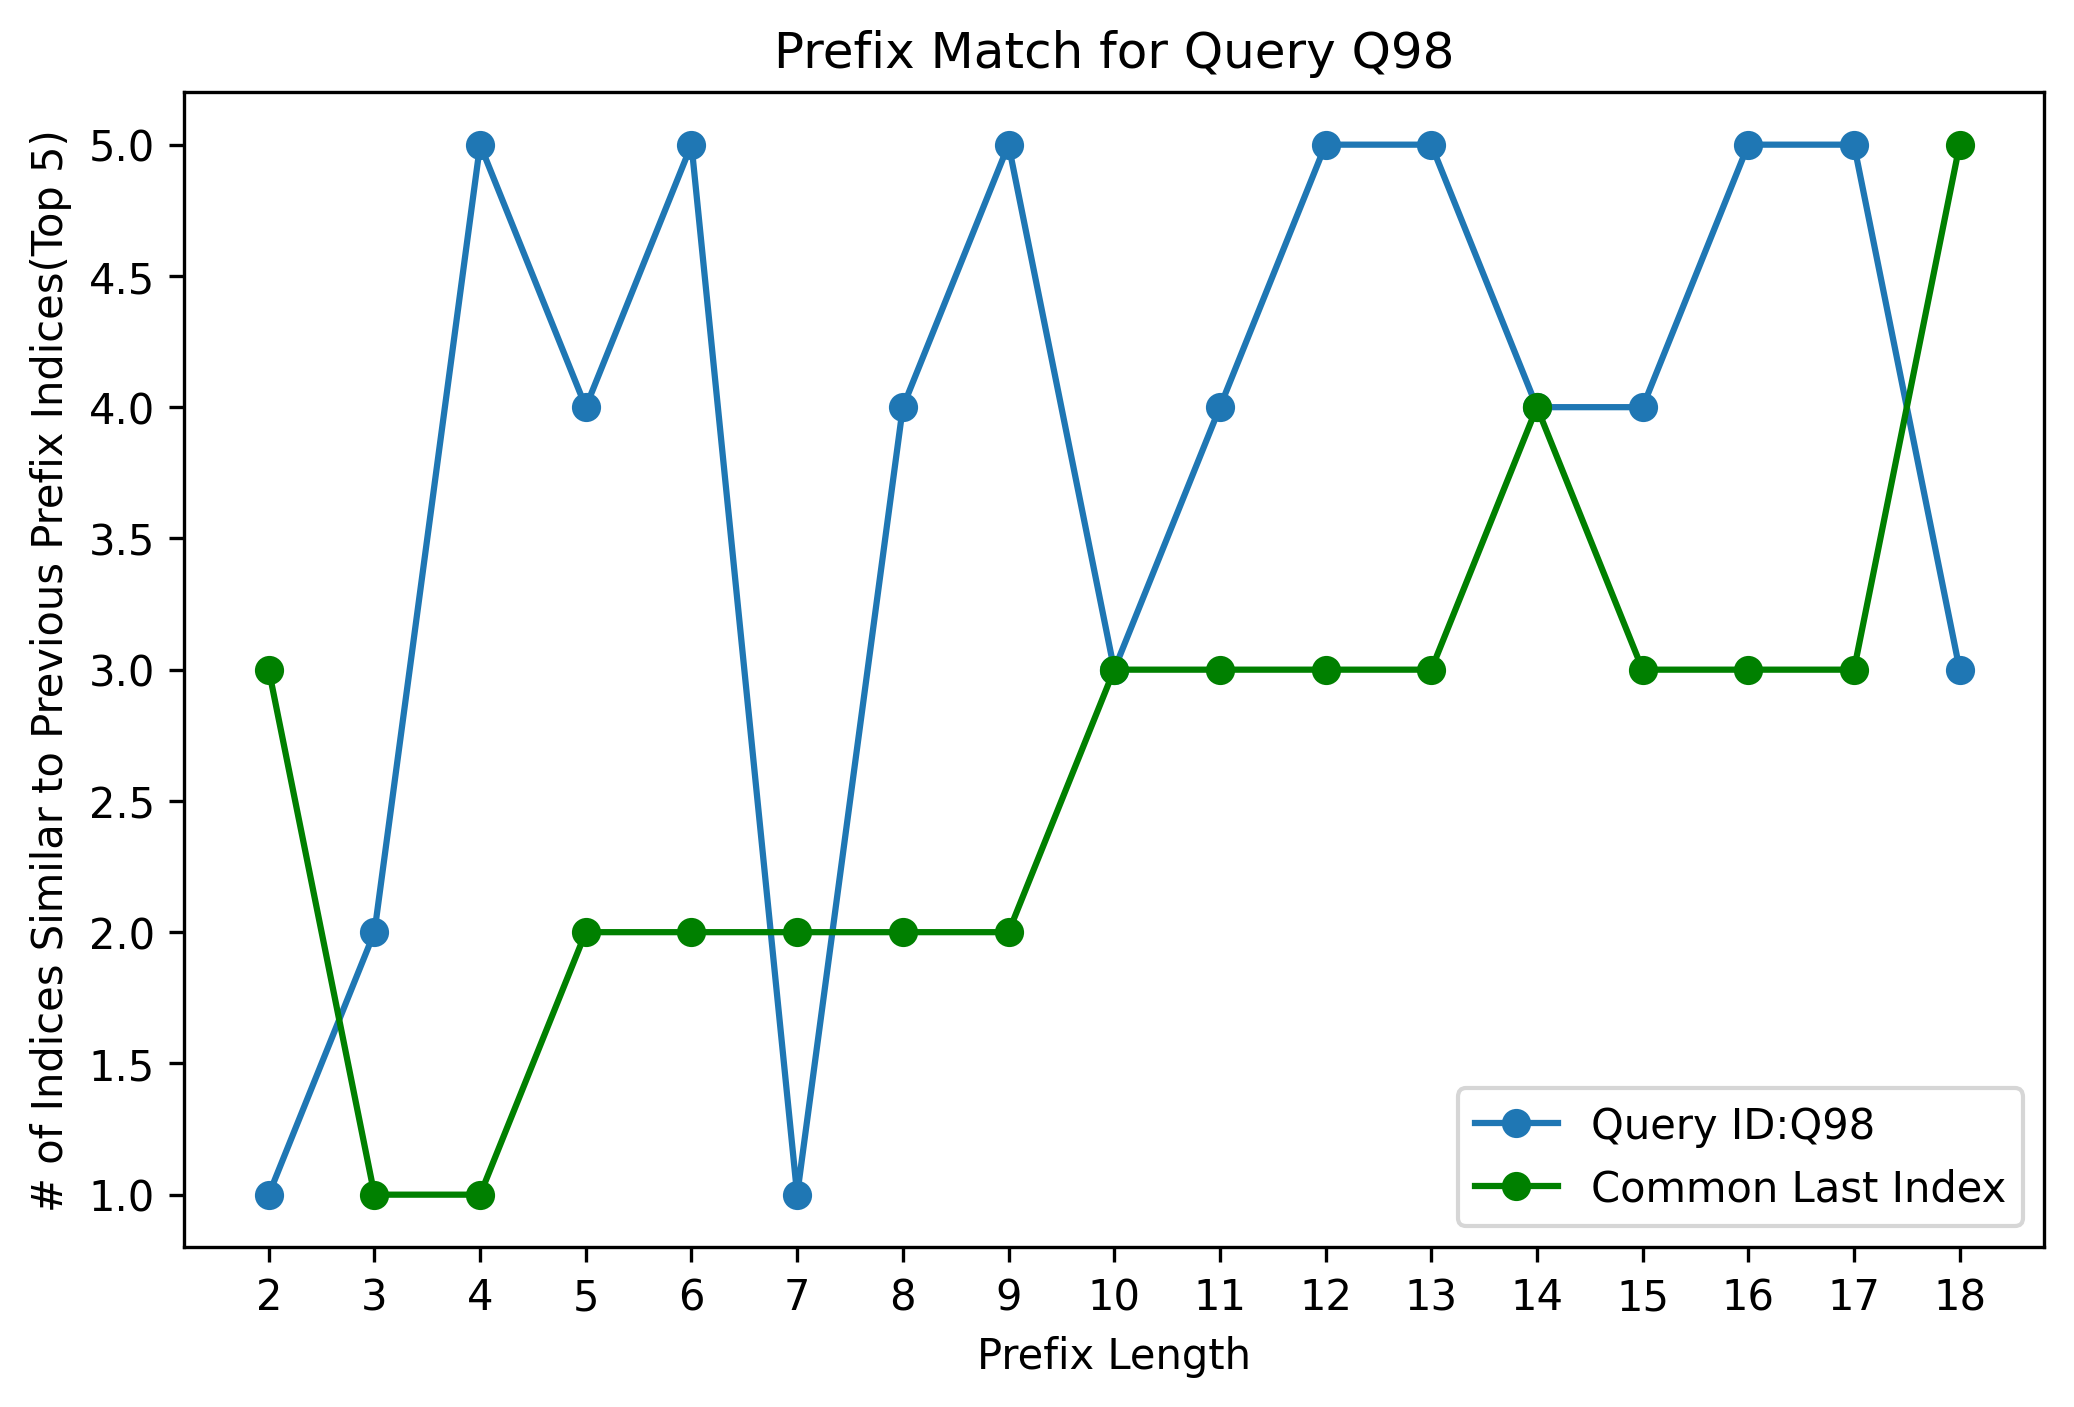 Prefix Match for Query Q98
# of Indices Similar to Previous Prefix Indices(Top 5)
5.0
4.5
4.0
3.5
3.0
2.5
2.0
1.5
1.0
Query ID:Q98
Common Last Index
2 3 4 5 6 7 8 9 10 11 12 13 14 15 16 17 18
Prefix Length